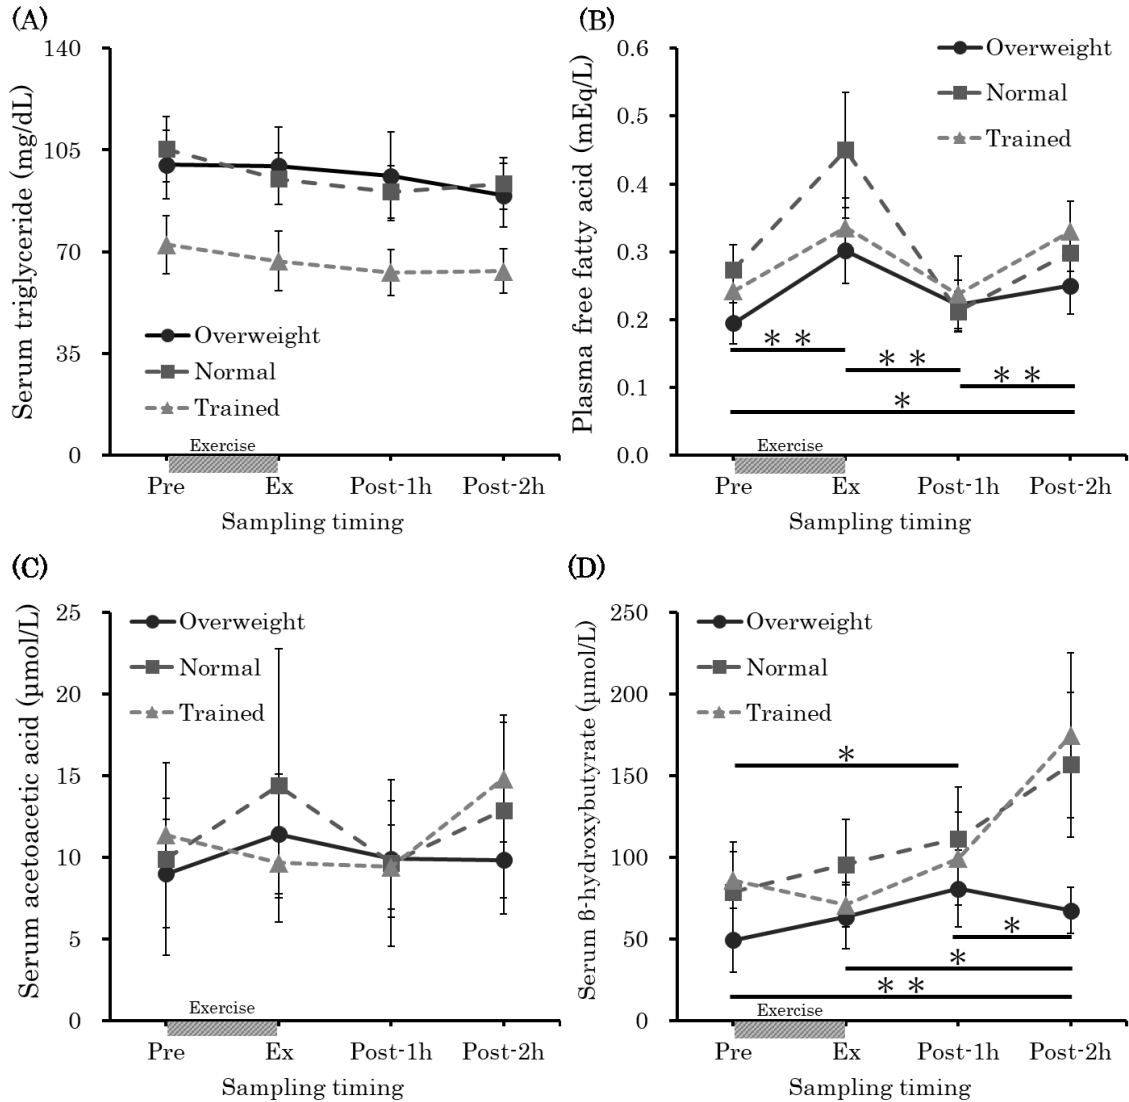 (A)
Serum triglyceride (mg/dL)
140
105
70
35
0
Overweight
Normal
Trained
Exercise
Pre Ex Post-1h Post-2h
Sampling timing
(B)
Plasma free fatty acid (mEq/L)
0.6
0.5
0.4
0.3
0.2
0.1
0.0
Overweight
Normal
Trained
* *
* *
* *
*
Exercise
Pre Ex Post-1h Post-2h
Sampling timing
(C)
Serum acetoacetic acid (µmol/L)
25
20
15
10
5
0
Overweight
Normal
Trained
Exercise
Pre Ex Post-1h Post-2h
Sampling timing
(D)
Serum β-hydroxybutyrate (µmol/L)
250
200
150
100
50
0
Overweight
Normal
Trained
*
*
*
* *
Exercise
Pre Ex Post-1h Post-2h
Sampling timing